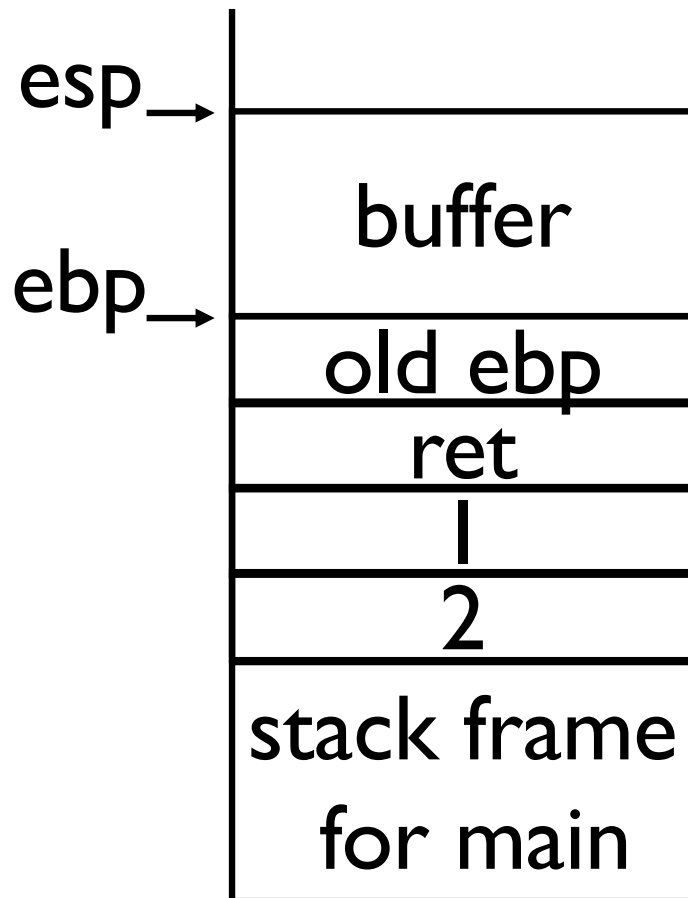 esp
buffer
ebp
old ebp
ret
1
2
stack frame
for main